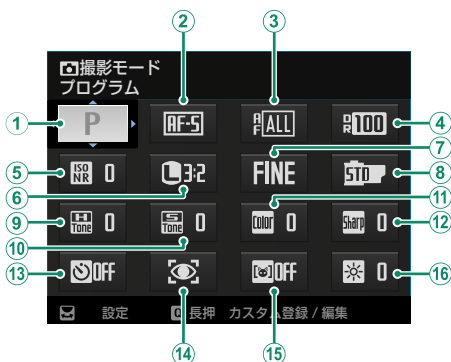 ② ③
撮影モード
プログラム
① P AF-S AF ALL DR 100 ④
⑦
⑤ ISO NR 0 L 3:2 FINE STD ⑧
⑥ ⑪
⑨ H Tone 0 S Tone 0 Color 0 Sharp 0 ⑫
⑩
⑬ OFF OFF 0 ⑯
設定 Q 長押 カスタム登録 / 編集
⑭ ⑮